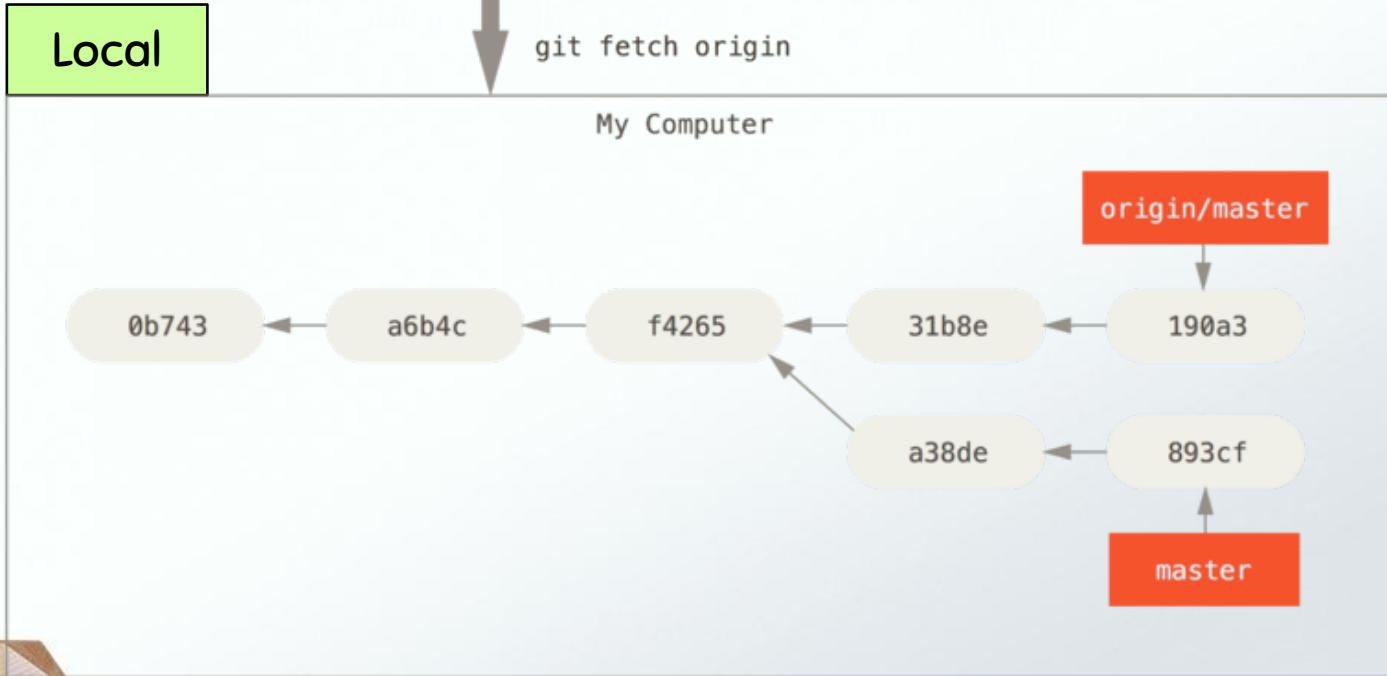 Local
git fetch origin
My Computer
origin/master
0b743
a6b4c
f4265
31b8e
190a3
a38de
893cf
master